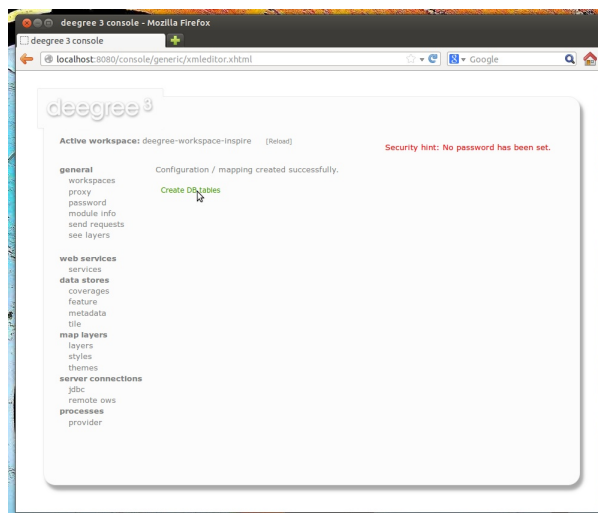 deegree 3 console - Mozilla Firefox
deegree 3 console
localhost:8080/console/generic/xmleditor.xhtml
Google
deegree 3
Active workspace: deegree-workspace-inspire [Reload]
Security hint: No password has been set.
general
workspaces
proxy
password
module info
send requests
see layers
web services
services
data stores
coverages
feature
metadata
tile
map layers
layers
styles
themes
server connections
jdbc
remote ows
processes
provider
Configuration / mapping created successfully.
Create DB tables